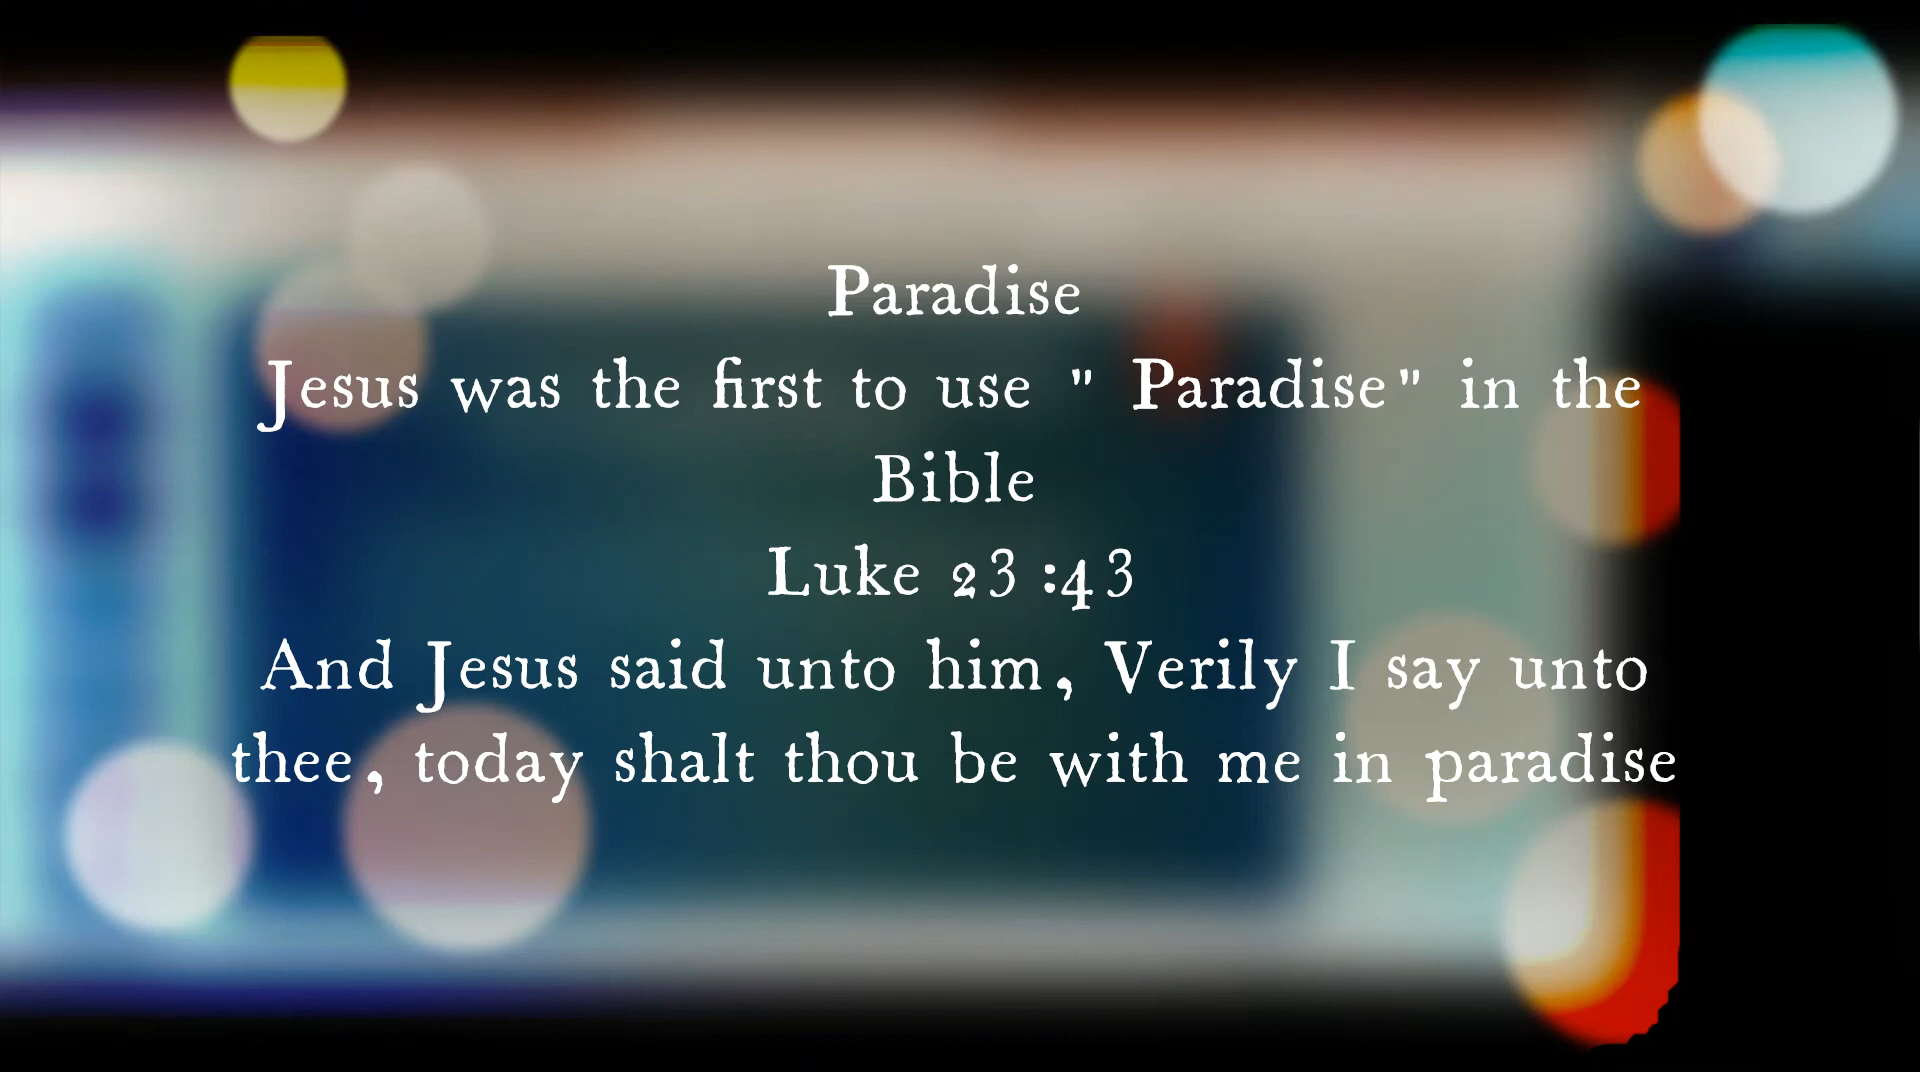 Paradise
Jesus was the first to use " Paradise" in the
Bible
Luke 23 :43
And Jesus said unto him, Verily I say unto
thee, today shalt thou be with me in paradise